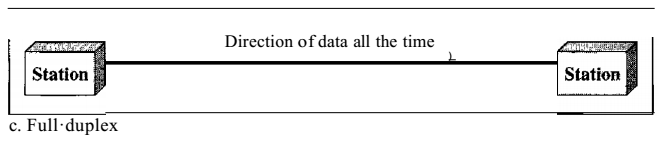 Direction of data all the time
Station
Station
c. Full·duplex